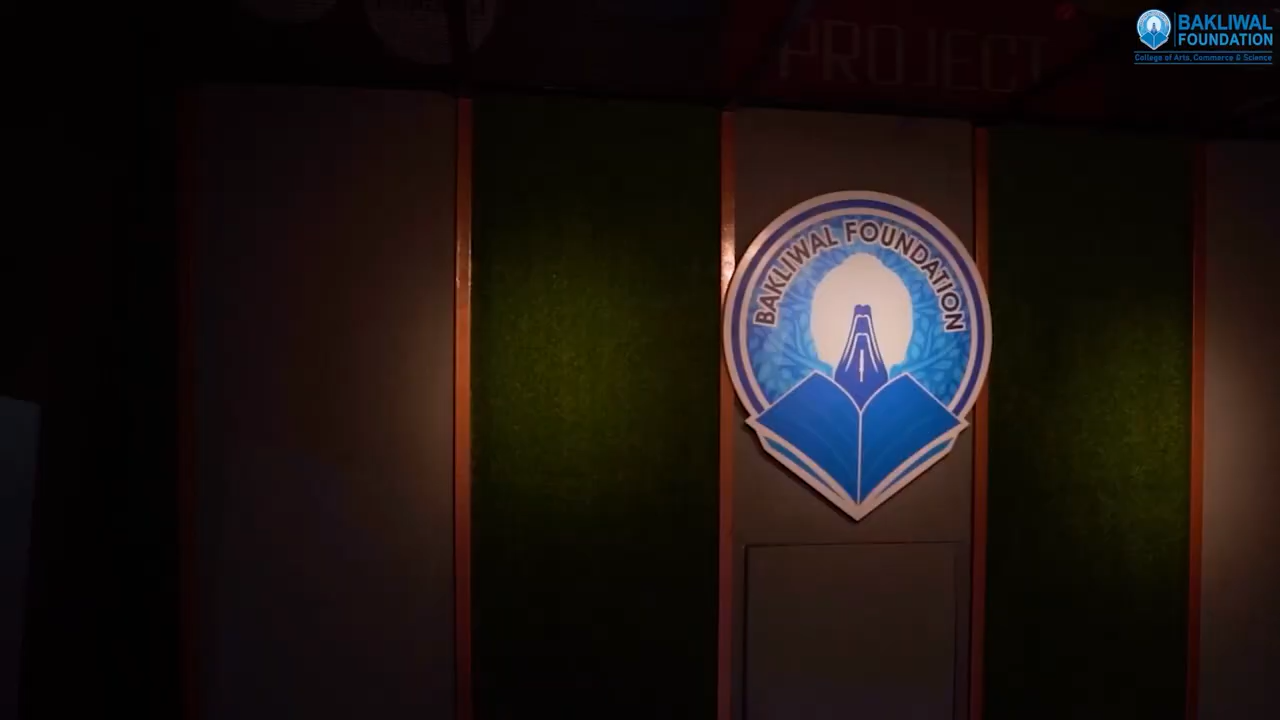 PROJECT
BAKLIWAL
FOUNDATION
College of Arts, Commerce & Science
BAKLIWAL FOUNDATION